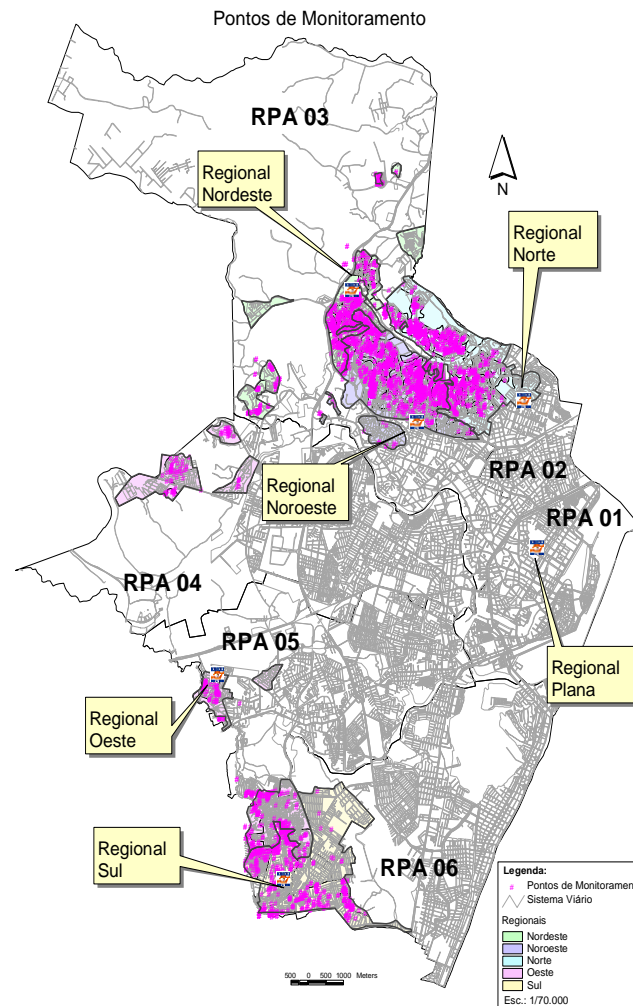 Pontos de Monitoramento
RPA 03
Regional
Nordeste
N
Regional
Norte
RPA 02
Regional
Noroeste
RPA 01
RPA 04
RPA 05
Regional
Plana
Regional
Oeste
Regional
Sul
RPA 06
Legenda:
# Pontos de Monitoramen
Sistema Viário
Regionais
Nordeste
Noroeste
Norte
Oeste
Sul
Esc.: 1/70.000
500 0 500 1000 Meters